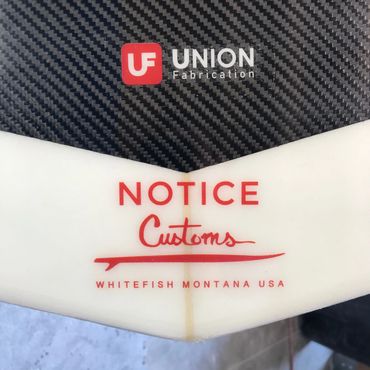 UF UNION
Fabrication
NOTICE
Customs
WHITEFISH MONTANA USA